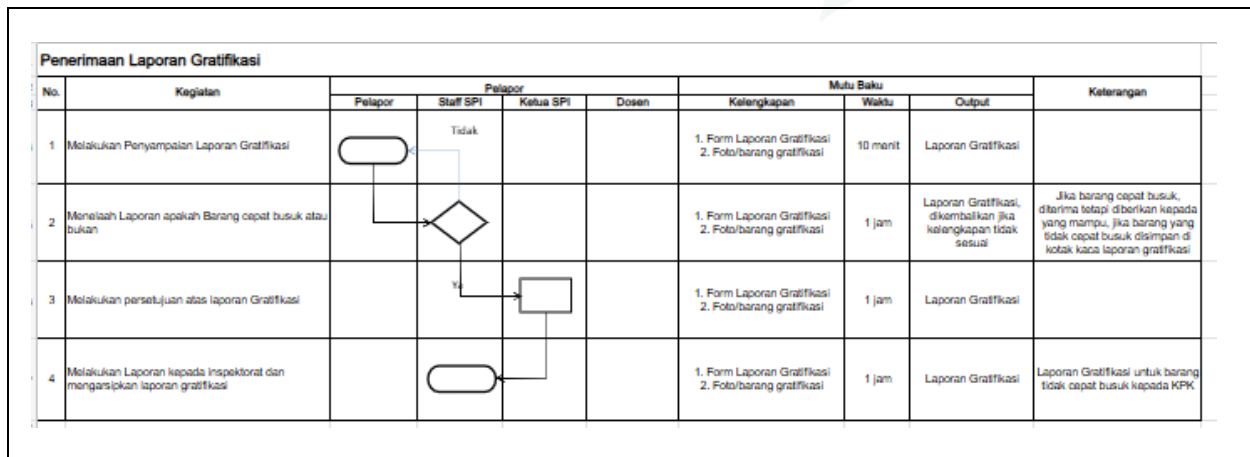 Penerimaan Laporan Gratifikasi
No. Kegiatan Pelapor Mutu Baku Keterangan
Pelapor Staff SPI Ketua SPI Dosen Kelengkapan Waktu Output
1 Melakukan Penyampaian Laporan Gratifikasi
Tidak
1. Form Laporan Gratifikasi
2. Foto/barang gratifikasi
10 menit
Laporan Gratifikasi
2 Menelaah Laporan apakah Barang cepat busuk atau
bukan
1. Form Laporan Gratifikasi
2. Foto/barang gratifikasi
1 jam
Laporan Gratifikasi,
dikembalikan jika
kelengkapan tidak
sesuai
Jika barang cepat busuk,
diterima tetapi diberikan kepada
yang mampu, jika barang yang
tidak cepat busuk disimpan di
kotak kaca laporan gratifikasi
3 Melakukan persetujuan atas laporan Gratifikasi
Ya
1. Form Laporan Gratifikasi
2. Foto/barang gratifikasi
1 jam
Laporan Gratifikasi
4 Melakukan Laporan kepada inspektorat dan
mengarsipkan laporan gratifikasi
1. Form Laporan Gratifikasi
2. Foto/barang gratifikasi
1 jam
Laporan Gratifikasi
Laporan Gratifikasi untuk barang
tidak cepat busuk kepada KPK